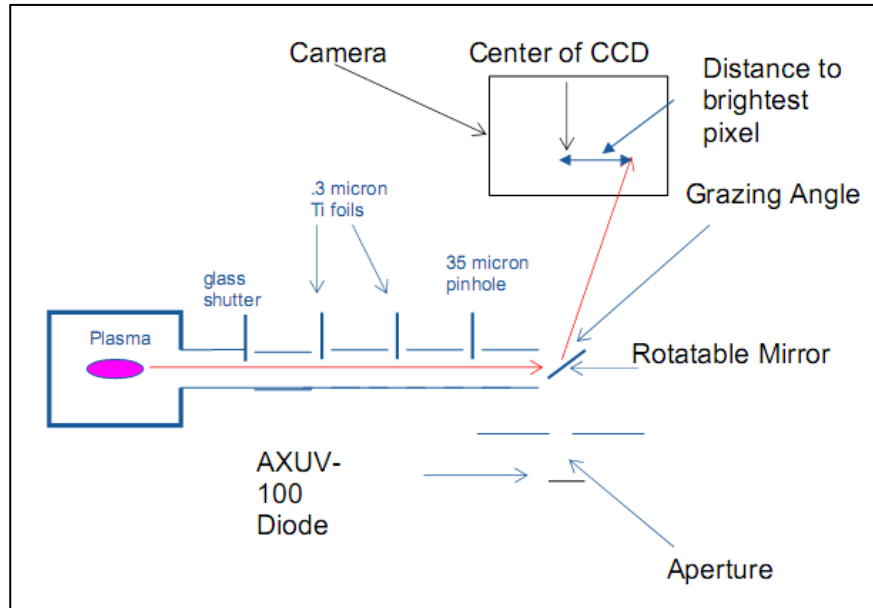 Camera
Center of CCD
Distance to
brightest
pixel
.3 micron
Ti foils
Grazing Angle
glass
shutter
35 micron
pinhole
Plasma
Rotatable Mirror
AXUV-
100
Diode
Aperture